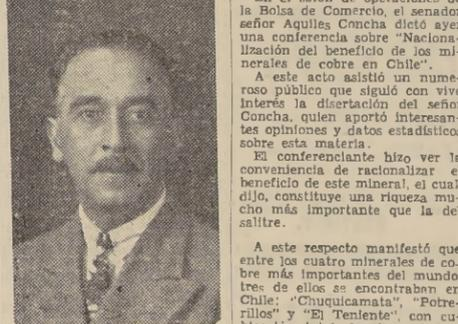 En el salón de operaciones de
la Bolsa de Comercio, el senador
señor Aquiles Concha dictó ayer
una conferencia sobre "Naciona-
lización del beneficio de los mi-
nerales de cobre en Chile".
A este acto asistió un nume-
roso público que siguió con vivo
interés la disertación del señor
Concha, quien aportó interesan-
tes opiniones y datos estadísticos
sobre esta materia.
El conferenciante hizo ver la
conveniencia de racionalizar el
beneficio de este mineral, el cual
dijo, constituye una riqueza mu-
cho más importante que la del
salitre.
A este respecto manifestó que
entre los cuatro minerales de co-
bre más importantes del mundo
tres de ellos se encontraban en
Chile: "Chuquicamata", "Potre-
rillos" y "El Teniente", con cu-